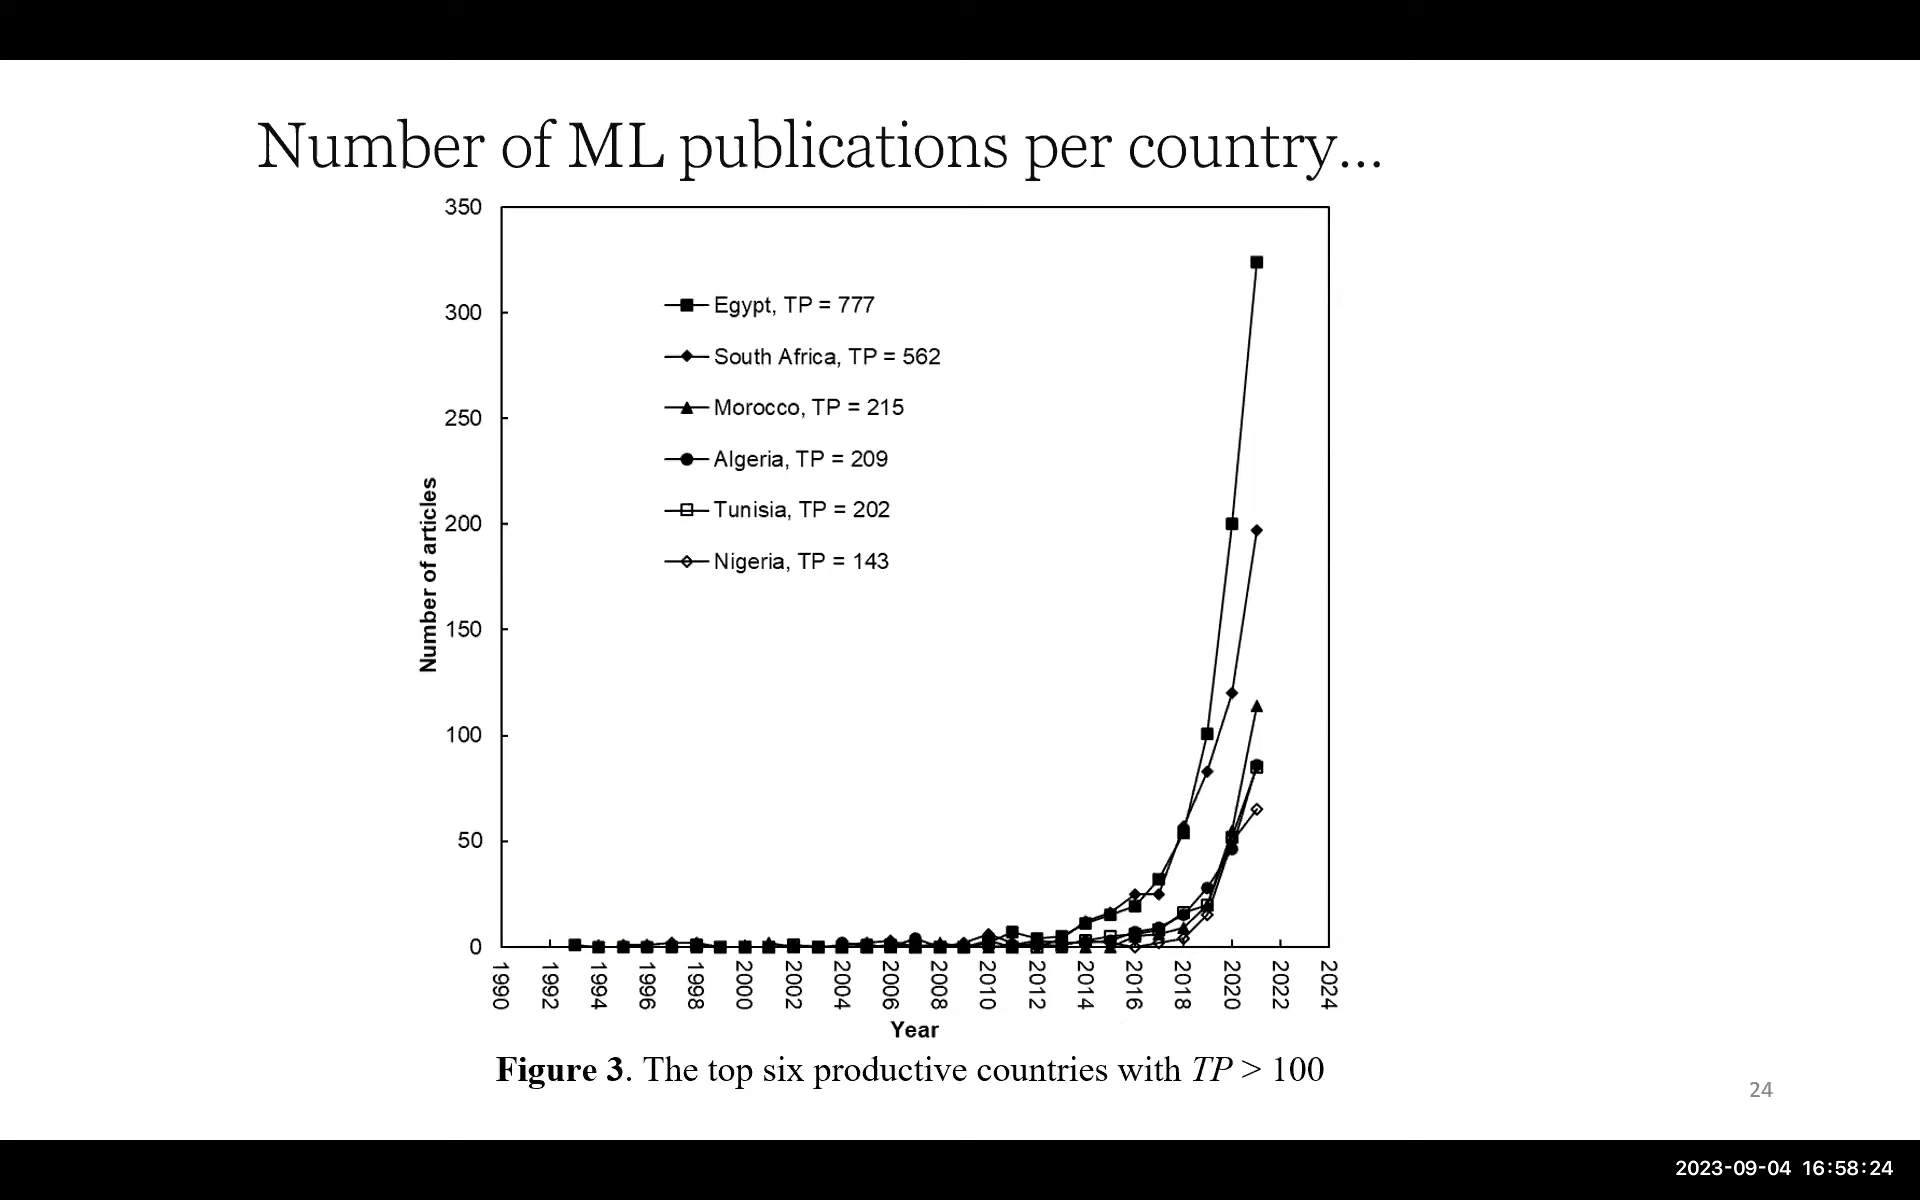 Number of ML publications per country...
350
300
250
200
150
100
50
0
Number of articles
Egypt, TP = 777
South Africa, TP = 562
Morocco, TP = 215
Algeria, TP = 209
Tunisia, TP = 202
Nigeria, TP = 143
1990 1992 1994 1996 1998 2000 2002 2004 2006 2008 2010 2012 2014 2016 2018 2020 2022 2024
Year
Figure 3. The top six productive countries with TP > 100
24
2023-09-04 16:58:24